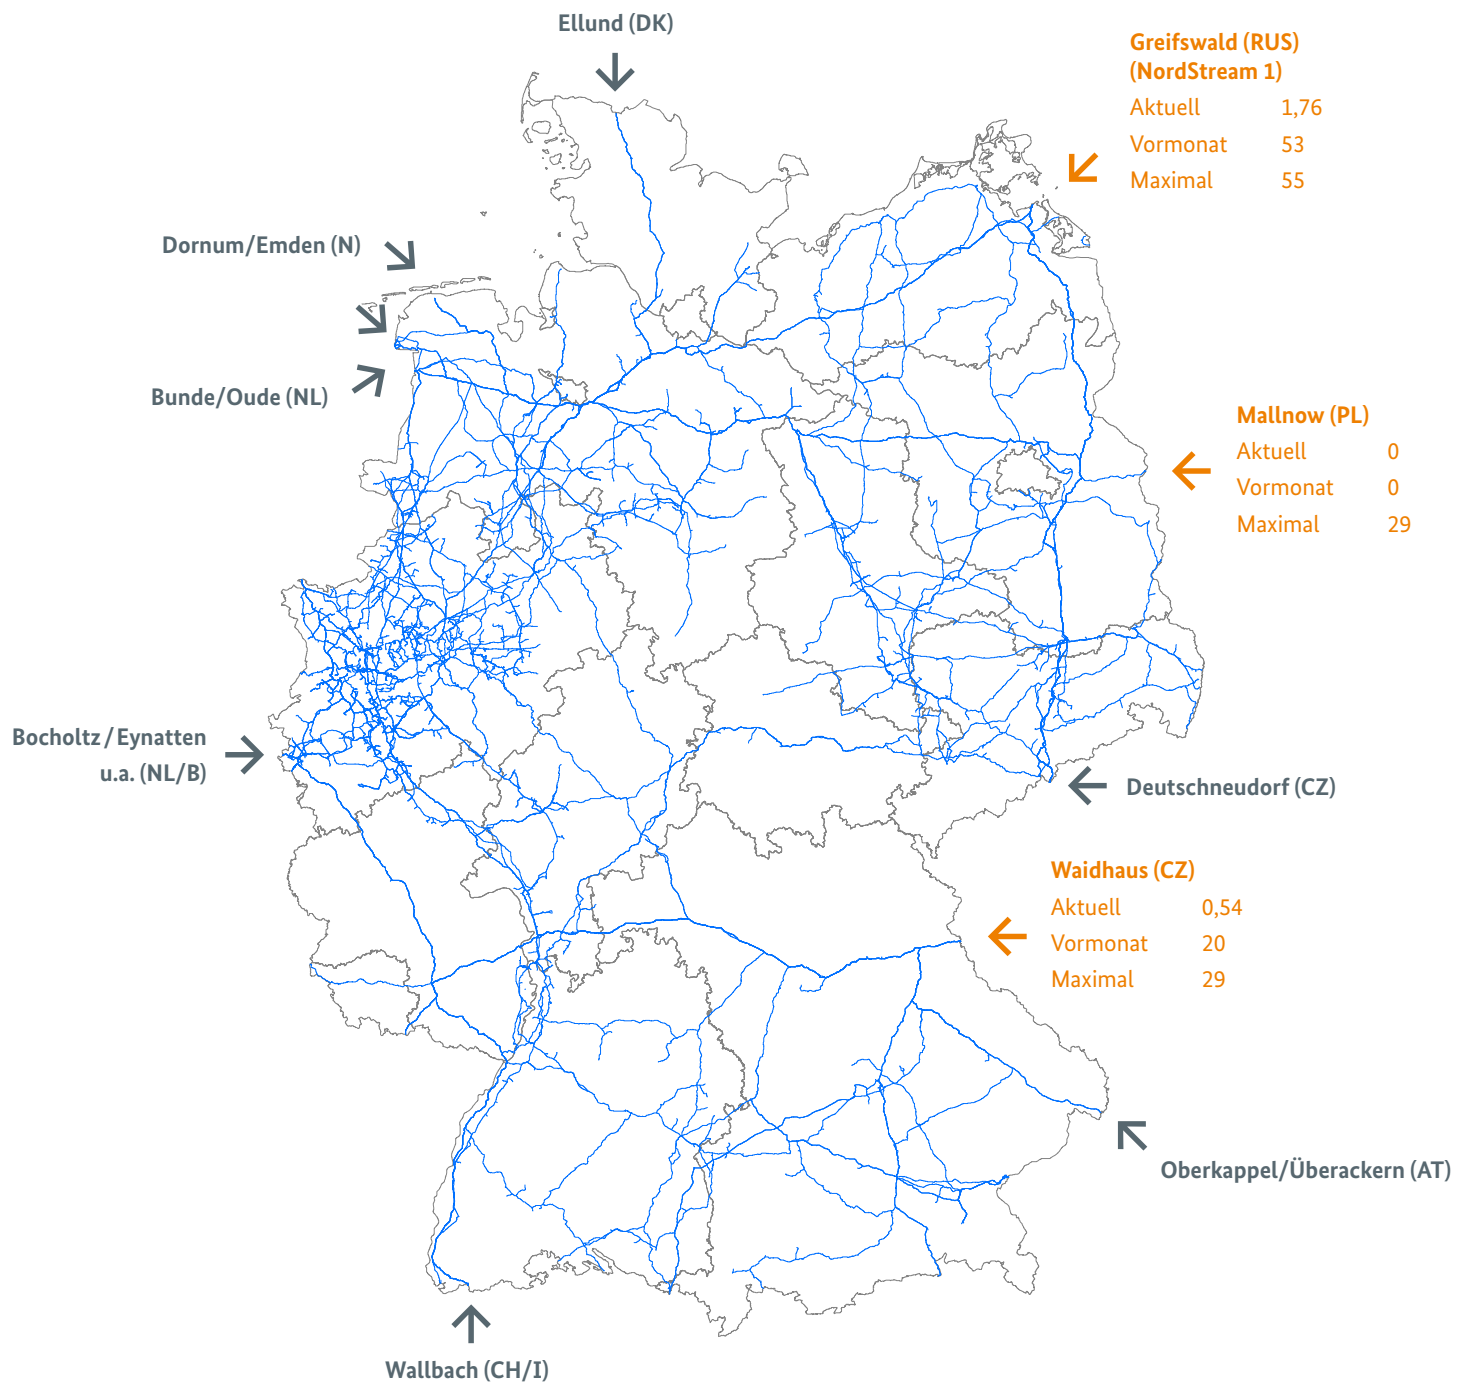 Ellund (DK)
Greifswald (RUS)
(NordStream 1)
Aktuell 1,76
Vormonat 53
Maximal 55
Dornum/Emden (N)
Bunde/Oude (NL)
Mallnow (PL)
Aktuell 0
Vormonat 0
Maximal 29
Bocholtz / Eynatten
u.a. (NL/B)
Deutschneudorf (CZ)
Waidhaus (CZ)
Aktuell 0,54
Vormonat 20
Maximal 29
Oberkappel/Überackern (AT)
Wallbach (CH/I)